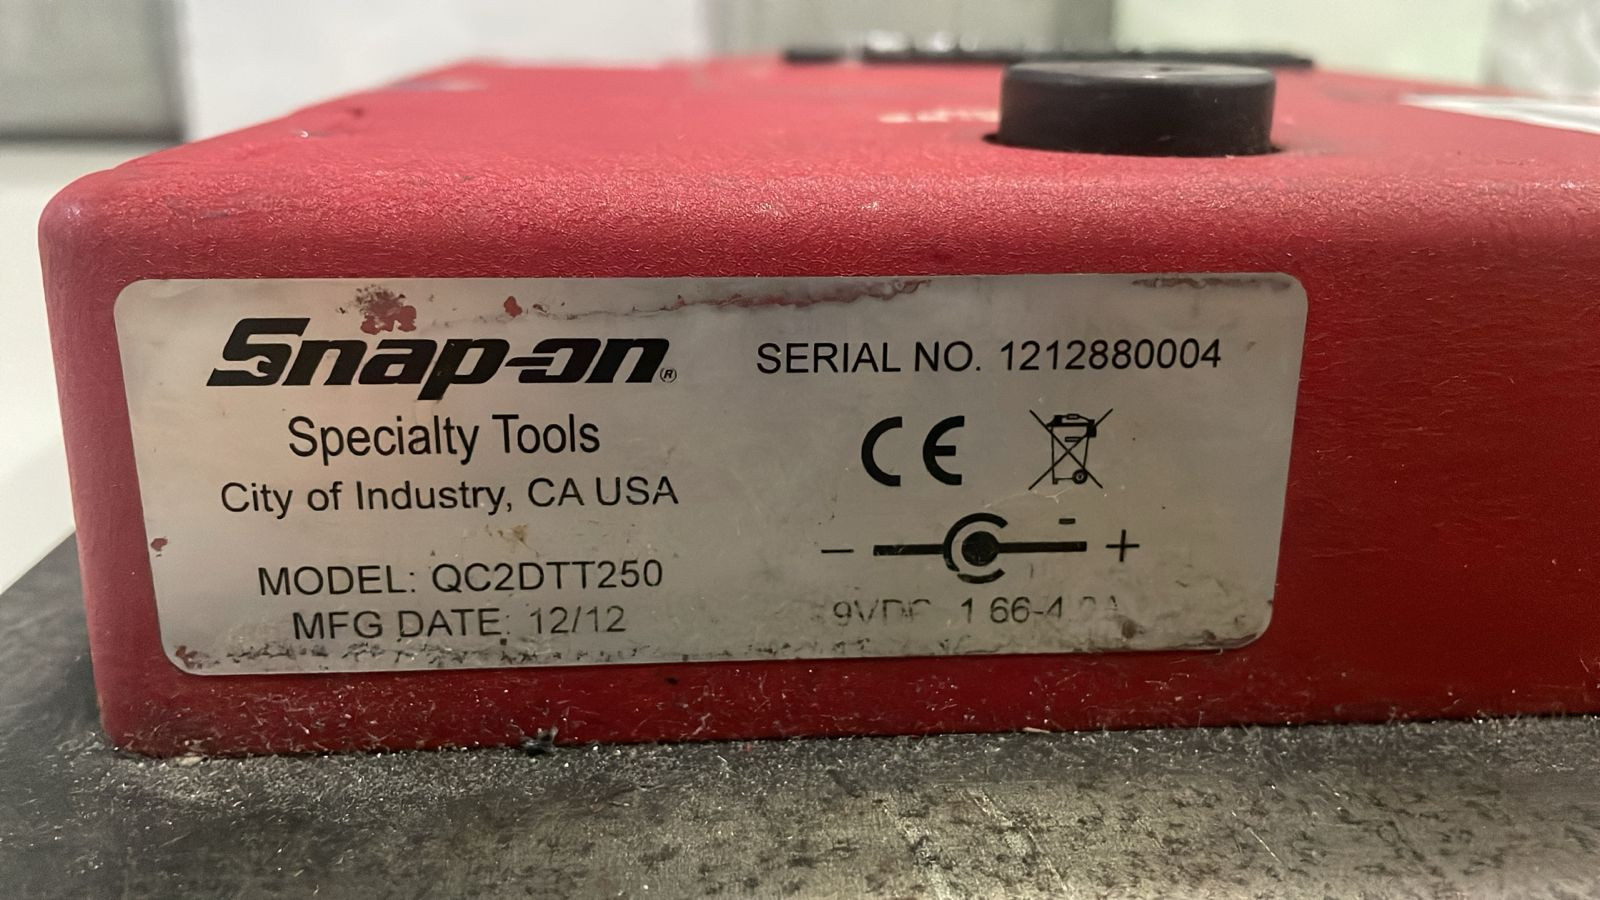 Snap-on®
Specialty Tools
City of Industry, CA USA
MODEL: QC2DTT250
MFG DATE: 12/12
SERIAL NO. 1212880004
CE
- +
9VDC